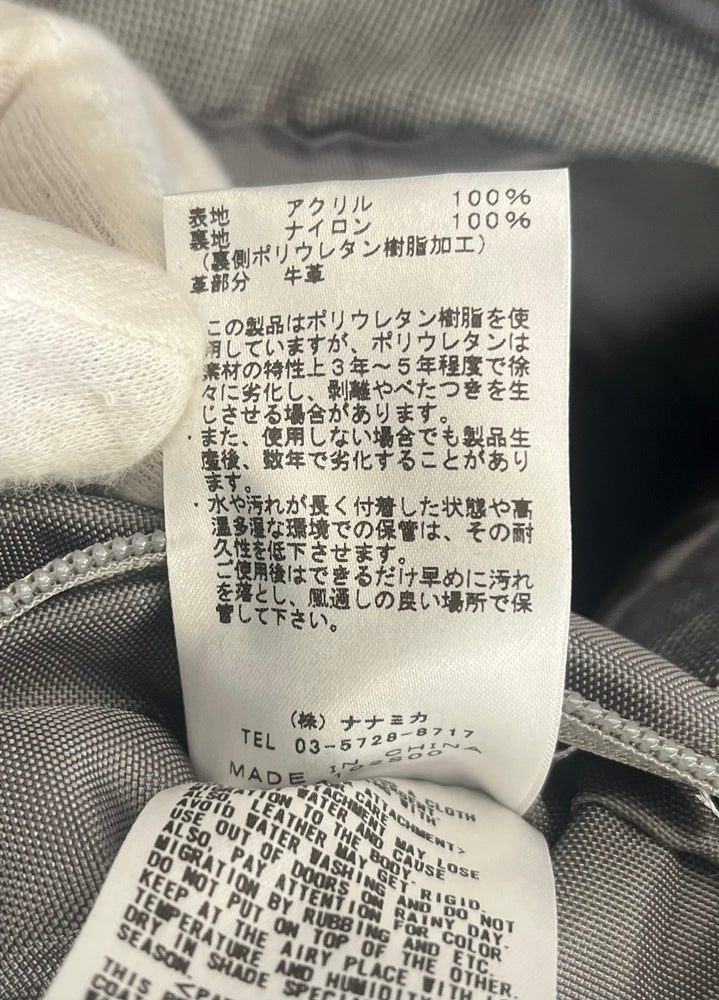 表地 アクリル 100%
裏地 ナイロン 100%
(裏側ポリウレタン樹脂加工)
革部分 牛革
この製品はポリウレタン樹脂を使
用していますが、ポリウレタンは
素材の特性上3年~5年程度で徐
々に劣化し、剥離やべたつきを生
じさせる場合があります。
・また、使用しない場合でも製品生
産後、数年で劣化することがあり
ます。
・水や汚れが長く付着した状態や高
温多湿な環境での保管は、その耐
久性を低下させます。
ご使用後はできるだけ早めに汚れ
を落とし、風通しの良い場所で保
管して下さい。
(株)ナナミカ
TEL 03-5728-8717
MADE IN CHINA
CLOTH
WITH
CATTACHMENT>
ALSO. LEATHER MAY LOSE
AVOID WATER WASHING CAUSE
USE OUT OF DOORS ON RIGID.
ALSO. PAY ATTENTION RAINY DAY.
MIGRATION BY RUBBING FOR COLOR
DO NOT PUT ON TOP OF AND ETC.
KEEP AT THE AIRY PLACE THE OTHER.
TEMPERATURE AND HUMIDITY WITH
DRY IN SHADE
SEASON.
THIS